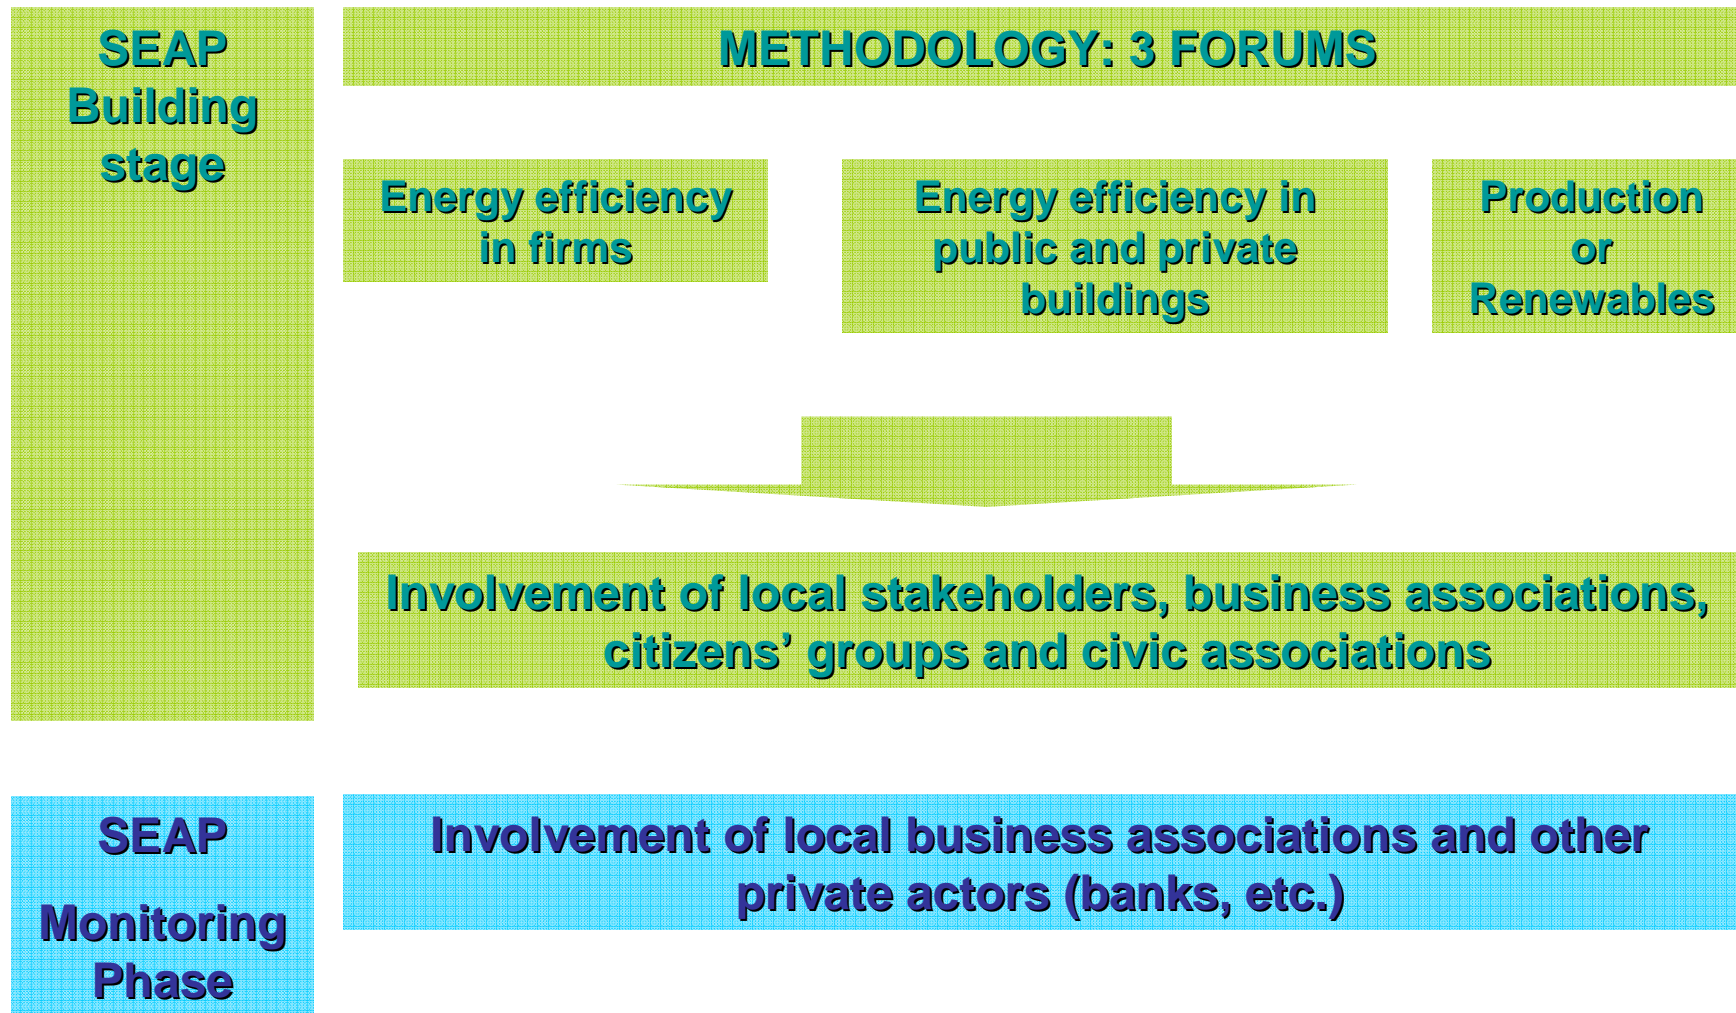 SEAP
Building
stage
METHODOLOGY: 3 FORUMS
Energy efficiency
in firms
Energy efficiency in
public and private
buildings
Production
or
Renewables
Involvement of local stakeholders, business associations,
citizens’ groups and civic associations
SEAP
Monitoring
Phase
Involvement of local business associations and other
private actors (banks, etc.)